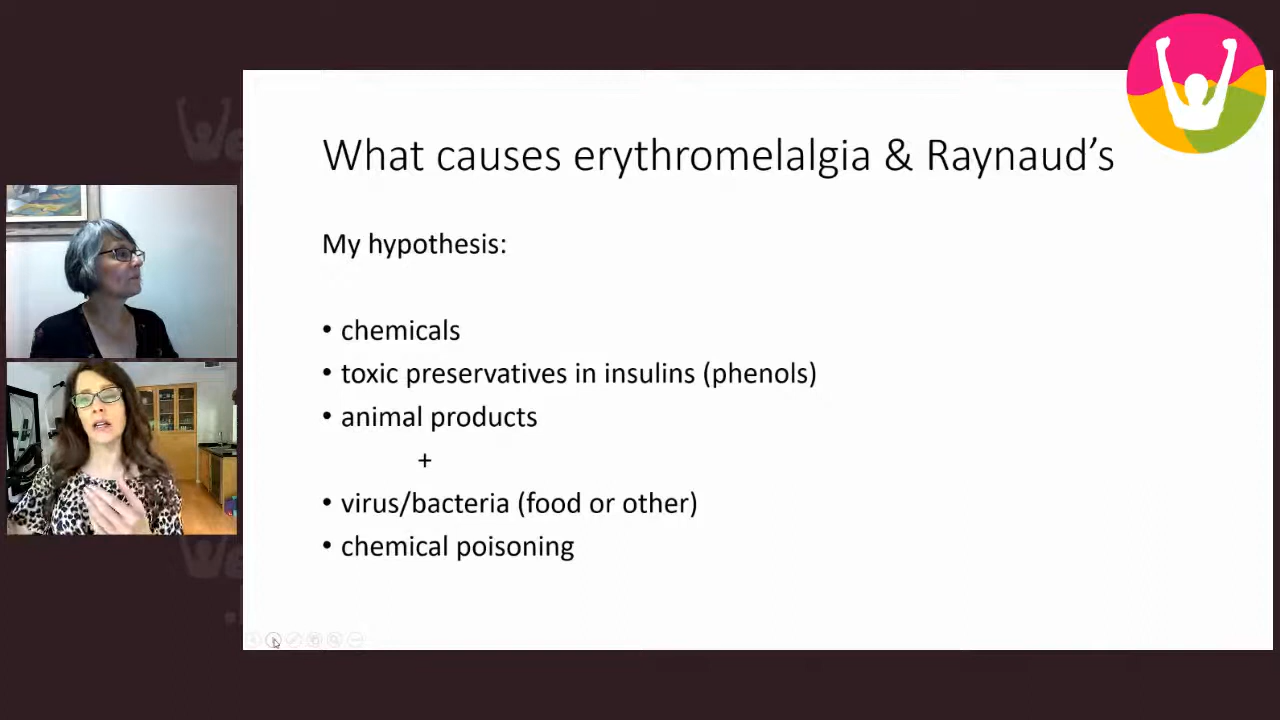 What causes erythromelalgia & Raynaud's
My hypothesis:
• chemicals
• toxic preservatives in insulins (phenols)
• animal products
+
• virus/bacteria (food or other)
• chemical poisoning